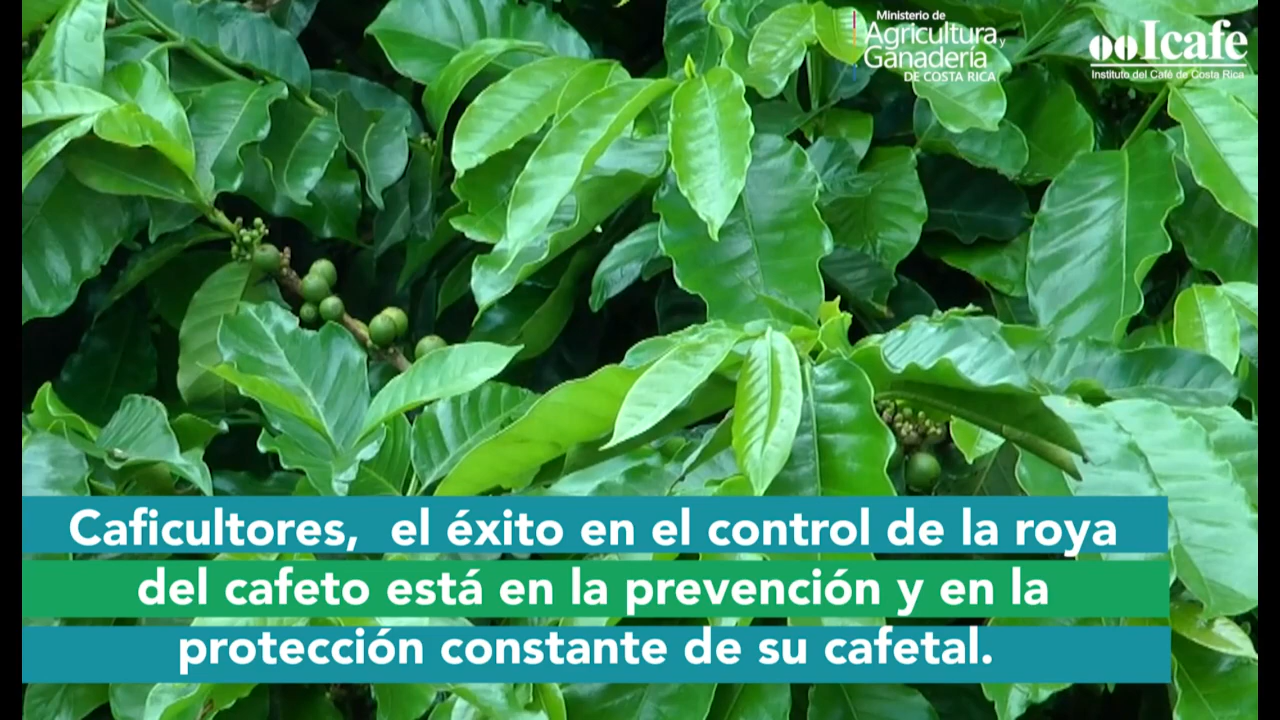 Ministerio de
Agricultura y
Ganadería
DE COSTA RICA
Icafe
Instituto del Café de Costa Rica
Caficultores, el éxito en el control de la roya
del cafeto está en la prevención y en la
protección constante de su cafetal.